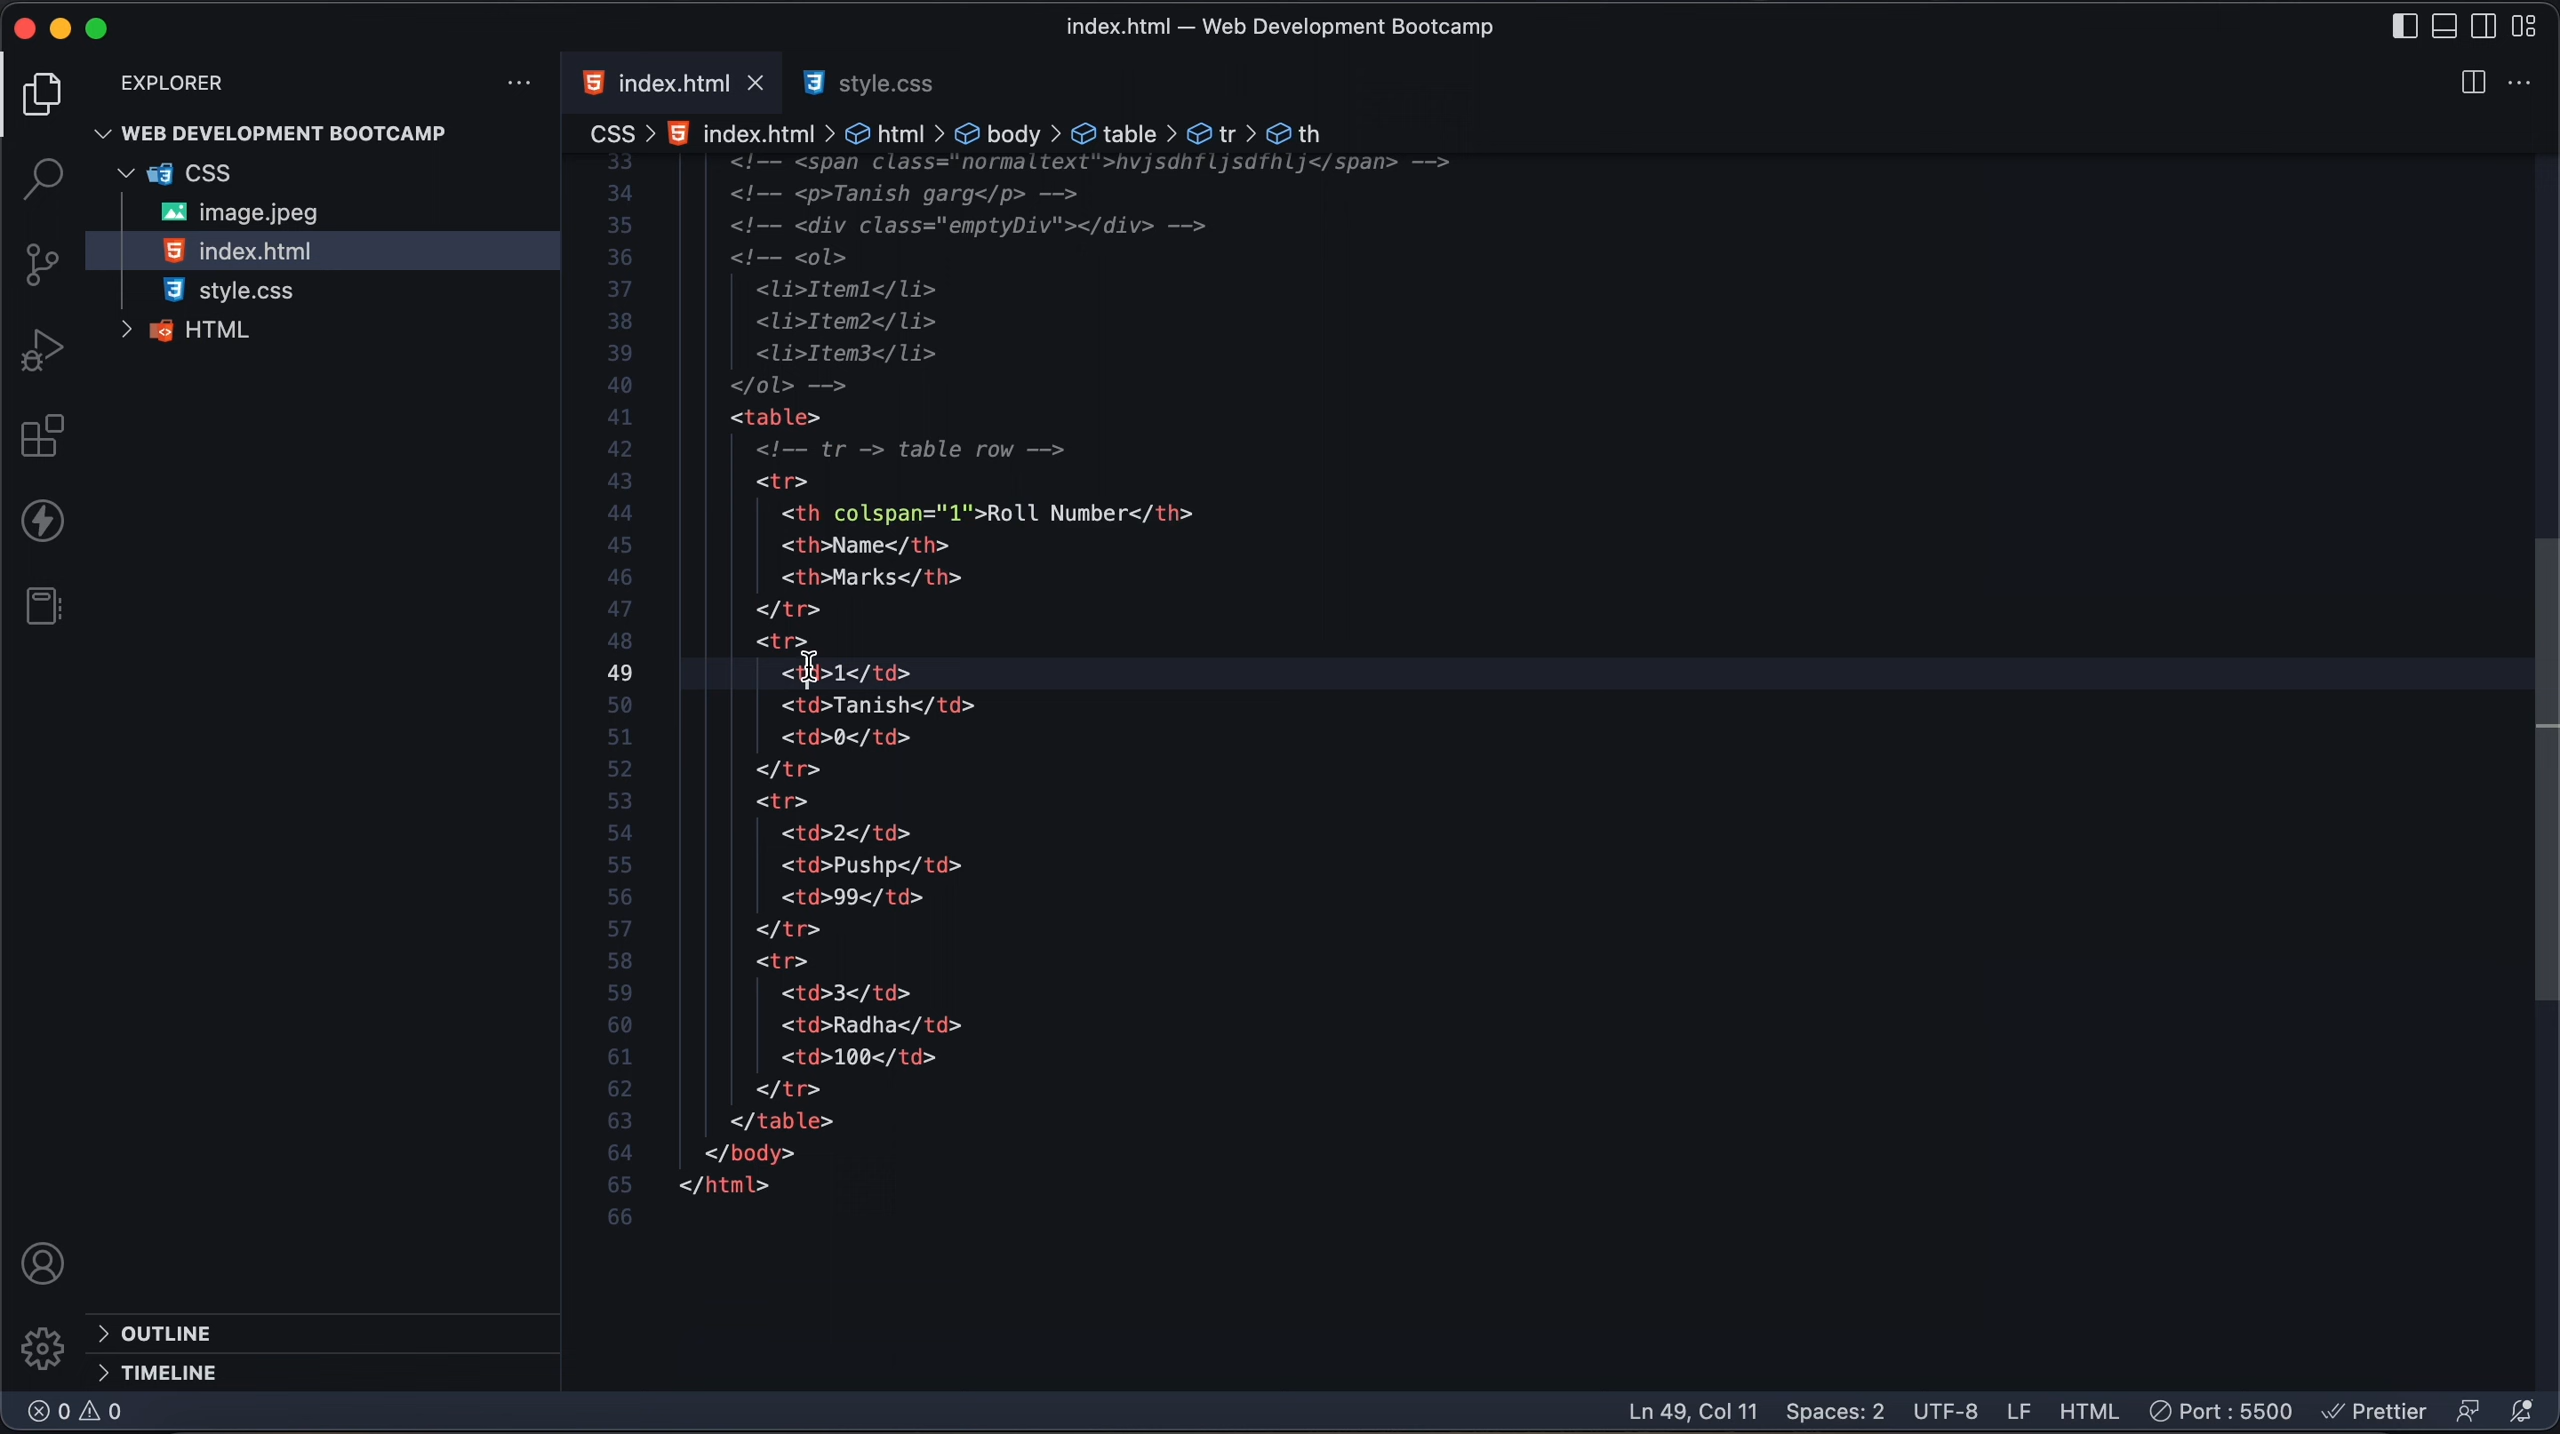 index.html — Web Development Bootcamp
EXPLORER
WEB DEVELOPMENT BOOTCAMP
CSS
image.jpeg
index.html
style.css
HTML
OUTLINE
TIMELINE
index.html
style.css
CSS > index.html > html > body > table > tr > th
33 <!-- <span class="normaltext">hvjsdhfljsdfhlj</span> -->
34 <!-- <p>Tanish garg</p> -->
35 <!-- <div class="emptyDiv"></div> -->
36 <!-- <ol>
37 <li>Item1</li>
38 <li>Item2</li>
39 <li>Item3</li>
40 </ol> -->
41 <table>
42 <!-- tr -> table row -->
43 <tr>
44 <th colspan="1">Roll Number</th>
45 <th>Name</th>
46 <th>Marks</th>
47 </tr>
48 <tr>
49 <td>1</td>
50 <td>Tanish</td>
51 <td>0</td>
52 </tr>
53 <tr>
54 <td>2</td>
55 <td>Pushp</td>
56 <td>99</td>
57 </tr>
58 <tr>
59 <td>3</td>
60 <td>Radha</td>
61 <td>100</td>
62 </tr>
63 </table>
64 </body>
65 </html>
66
0 0 Ln 49, Col 11 Spaces: 2 UTF-8 LF HTML Port : 5500 Prettier